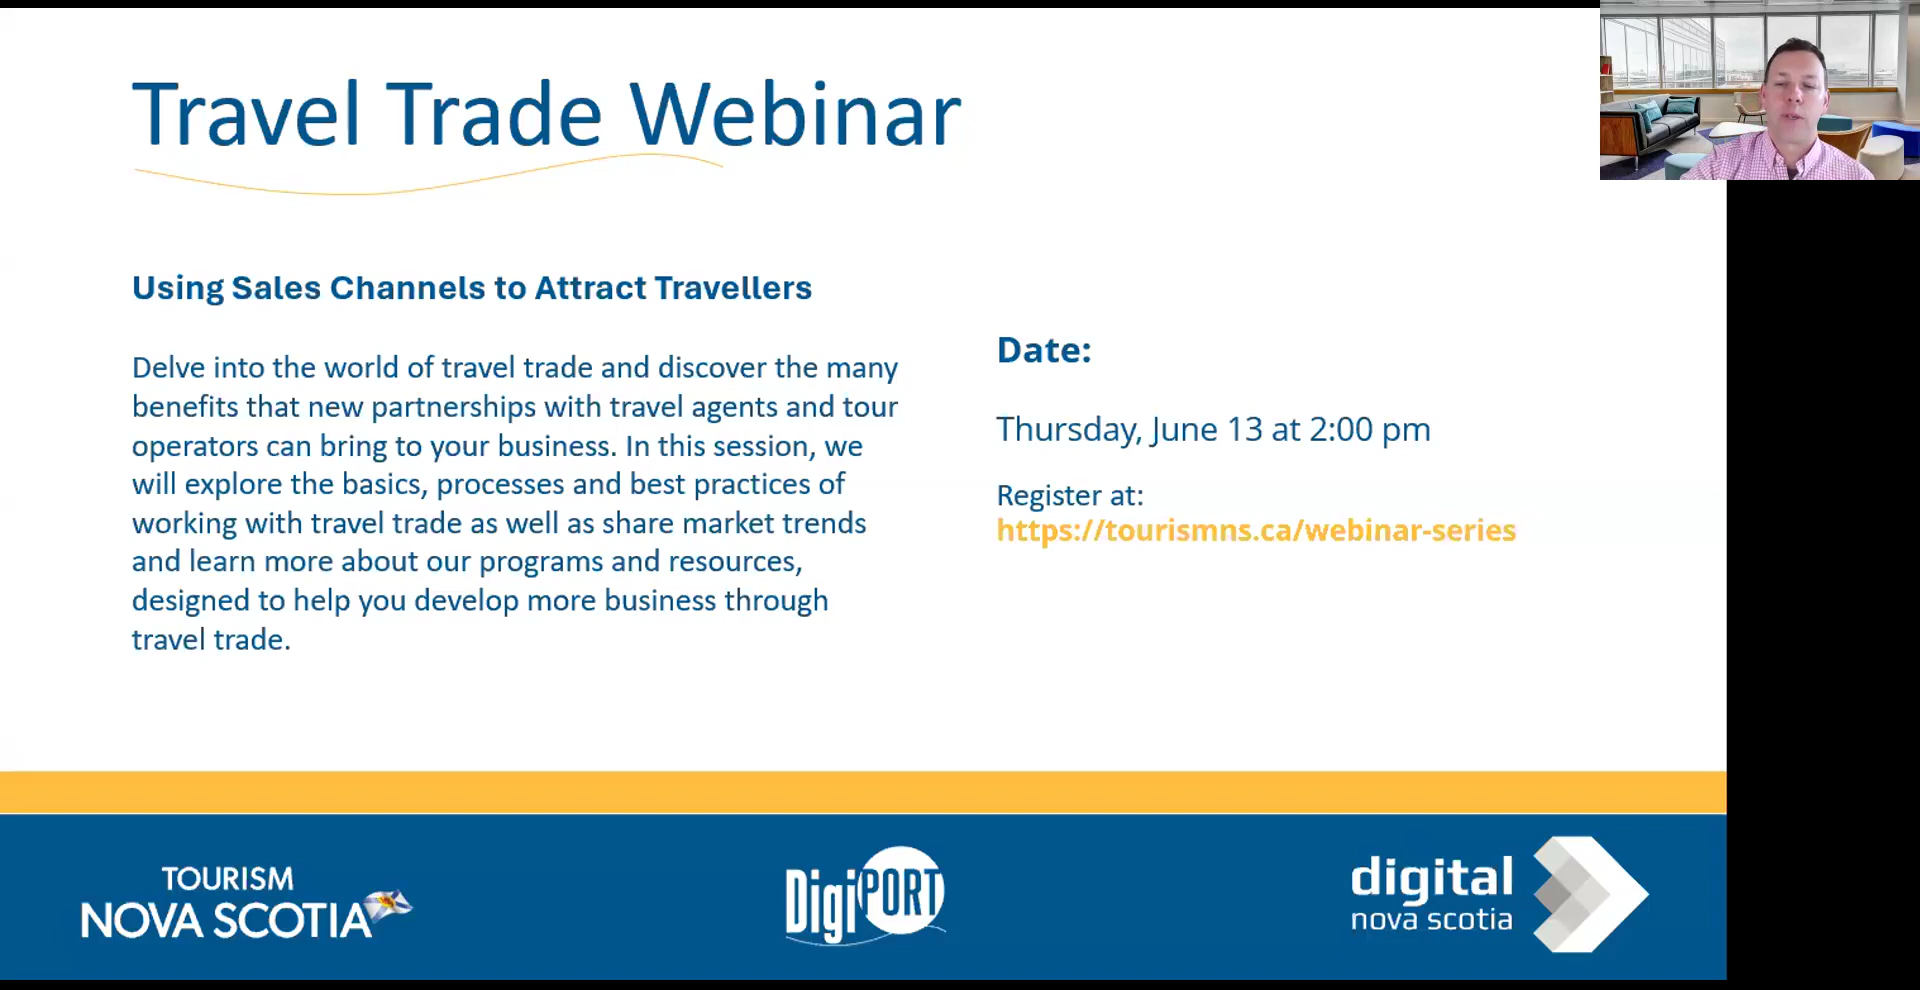 Travel Trade Webinar
Using Sales Channels to Attract Travellers
Delve into the world of travel trade and discover the many
benefits that new partnerships with travel agents and tour
operators can bring to your business. In this session, we
will explore the basics, processes and best practices of
working with travel trade as well as share market trends
and learn more about our programs and resources,
designed to help you develop more business through
travel trade.
Date:
Thursday, June 13 at 2:00 pm
Register at:
https://tourismns.ca/webinar-series
TOURISM
NOVA SCOTIA
DigiPORT
digital
nova scotia